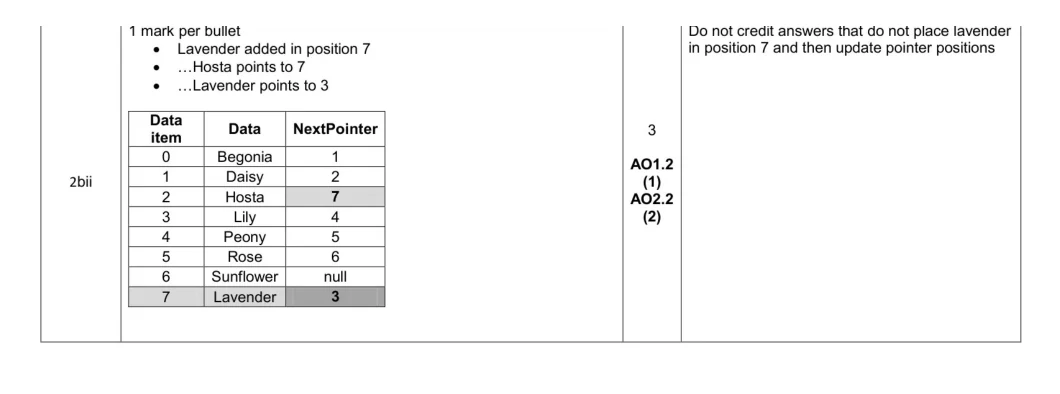 1 mark per bullet
• Lavender added in position 7
• …Hosta points to 7
• …Lavender points to 3
Data item Data NextPointer
0 Begonia 1
1 Daisy 2
2 Hosta 7
3 Lily 4
4 Peony 5
5 Rose 6
6 Sunflower null
7 Lavender 3
2bii
3
AO1.2
(1)
AO2.2
(2)
Do not credit answers that do not place lavender
in position 7 and then update pointer positions